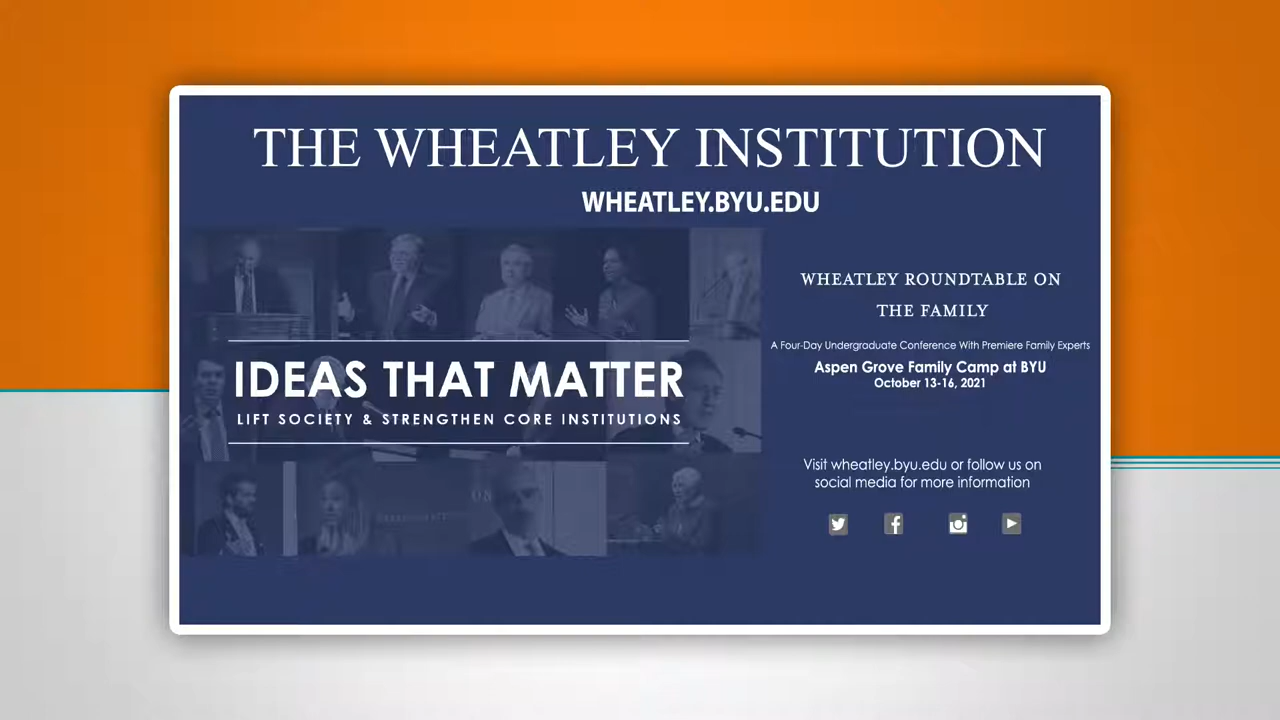 THE WHEATLEY INSTITUTION
WHEATLEY.BYU.EDU
IDEAS THAT MATTER
LIFT SOCIETY & STRENGTHEN CORE INSTITUTIONS
WHEATLEY ROUNDTABLE ON
THE FAMILY
A Four-Day Undergraduate Conference With Premiere Family Experts
Aspen Grove Family Camp at BYU
October 13-16, 2021
Visit wheatley.byu.edu or follow us on
social media for more information